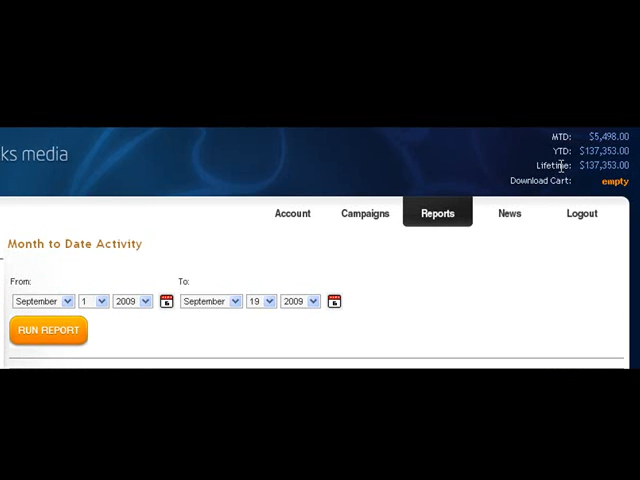 MTD: $5,498.00
ks media
YTD: $137,353.00
Lifetime: $137,353.00
Download Cart: empty
Account Campaigns Reports News Logout
Month to Date Activity
From: To:
September 1 2009 September 19 2009
RUN REPORT